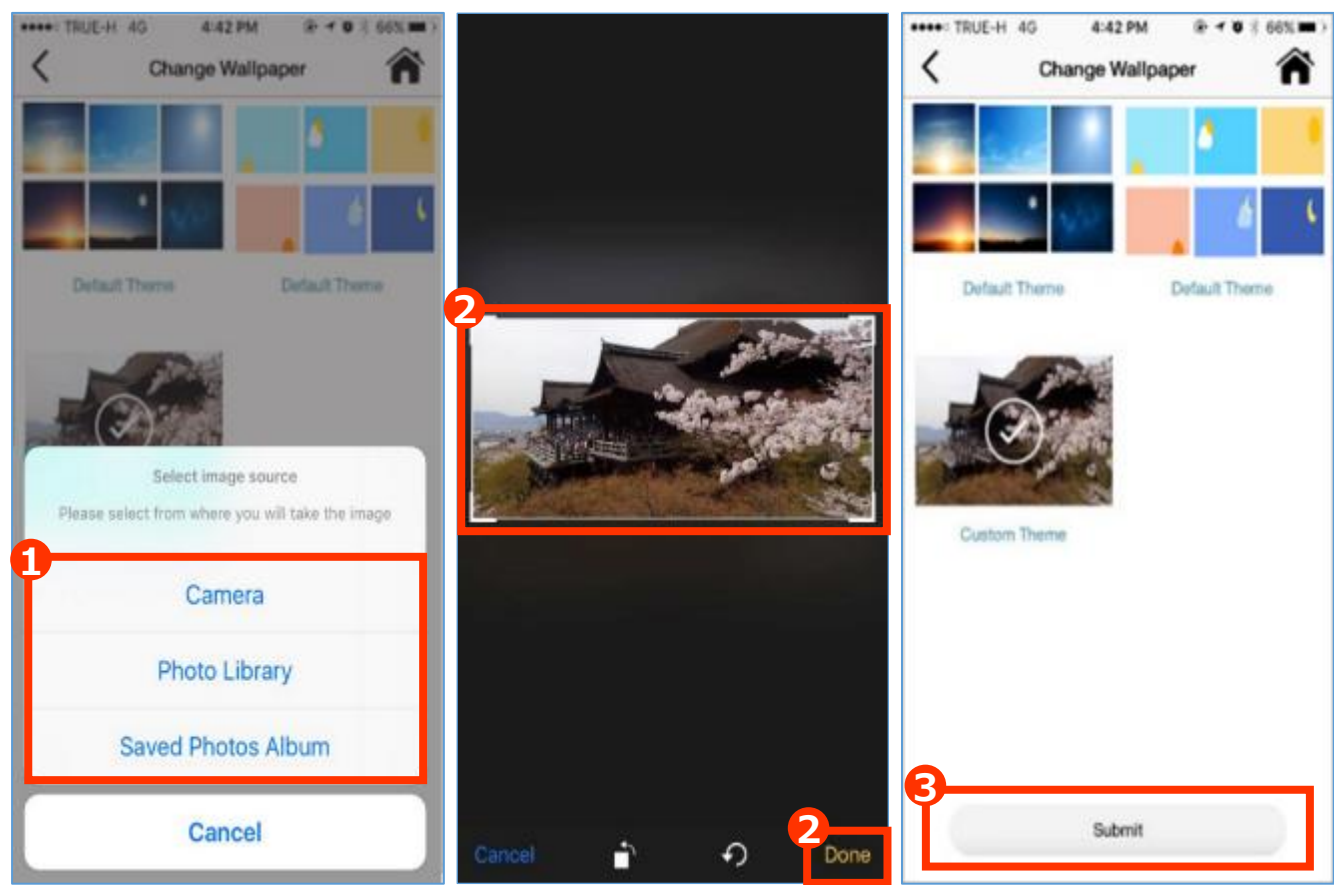 TRUE-H 4G 4:42 PM 66%
Change Wallpaper
Default Theme Default Theme
Select image source
Please select from where you will take the image
1
Camera
Photo Library
Saved Photos Album
Cancel
2
Cancel
2
Done
TRUE-H 4G 4:42 PM 66%
Change Wallpaper
Default Theme Default Theme
Custom Theme
3
Submit